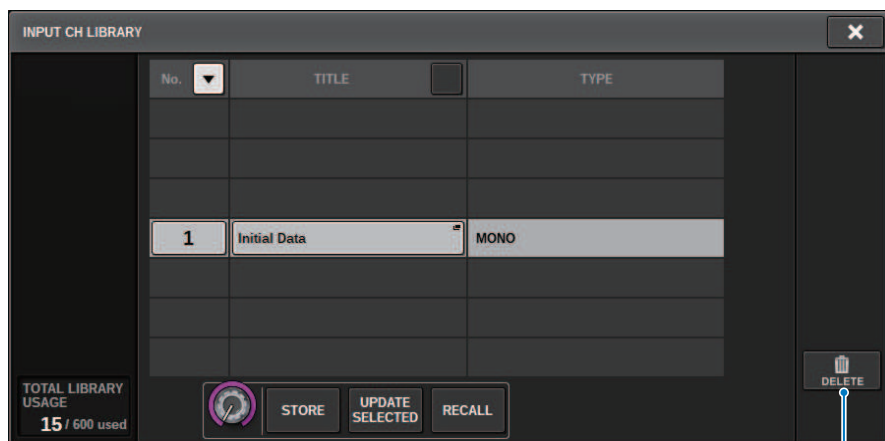 INPUT CH LIBRARY
No. TITLE TYPE
1 Initial Data MONO
DELETE
TOTAL LIBRARY
USAGE
15 / 600 used
STORE
UPDATE
SELECTED
RECALL